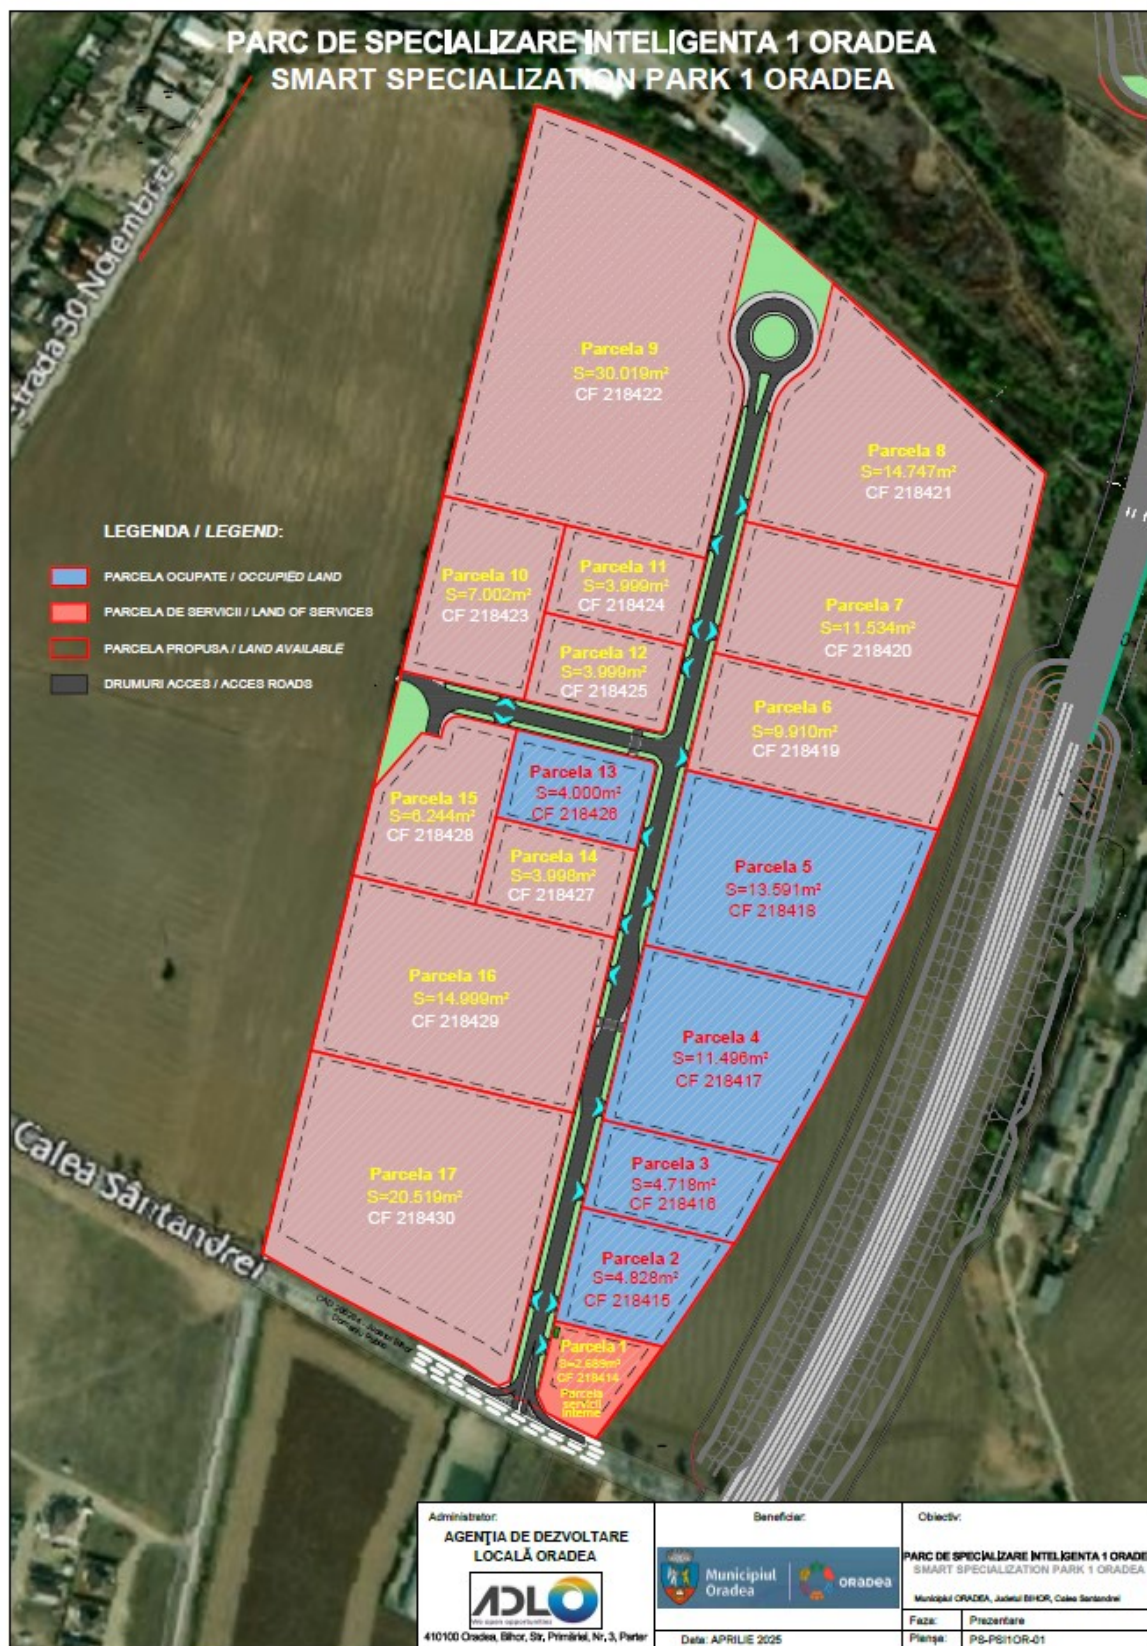 PARC DE SPECIALIZARE INTELIGENTA 1 ORADEA
SMART SPECIALIZATION PARK 1 ORADEA
Strada 30 Noiembrie
Parcela 9
S=30.019m²
CF 218422
Parcela 8
S=14.747m²
CF 218421
LEGENDA / LEGEND:
PARCELA OCUPATE / OCCUPIED LAND
PARCELA DE SERVICII / LAND OF SERVICES
PARCELA PROPUSA / LAND AVAILABLE
DRUMURI ACCES / ACCES ROADS
Parcela 10
S=7.002m²
CF 218423
Parcela 11
S=3.999m²
CF 218424
Parcela 12
S=3.999m²
CF 218425
Parcela 7
S=11.534m²
CF 218420
Parcela 6
S=9.910m²
CF 218419
Parcela 13
S=4.000m²
CF 218426
Parcela 15
S=6.244m²
CF 218428
Parcela 14
S=3.998m²
CF 218427
Parcela 5
S=13.591m²
CF 218418
Parcela 16
S=14.999m²
CF 218429
Parcela 4
S=11.496m²
CF 218417
Parcela 3
S=4.718m²
CF 218416
Parcela 17
S=20.519m²
CF 218430
Parcela 2
S=4.828m²
CF 218415
Calea Sântandrei
Parcela 1
S=2.689m²
CF 218414
Parcela
servicii
interne
Administrator:
AGENȚIA DE DEZVOLTARE
LOCALĂ ORADEA
ADLO
We open opportunities
410100 Oradea, Bihor, Str. Primăriei, Nr. 3, Parter
Beneficiar:
Municipiul
Oradea
ORADEA
Data: APRILIE 2025
Obiectiv:
PARC DE SPECIALIZARE INTELIGENTA 1 ORADE
SMART SPECIALIZATION PARK 1 ORADEA
Municipiul ORADEA, Judetul BIHOR, Calea Santandrei
Faza: Prezentare
Planșa: PS-PSI1OR-01